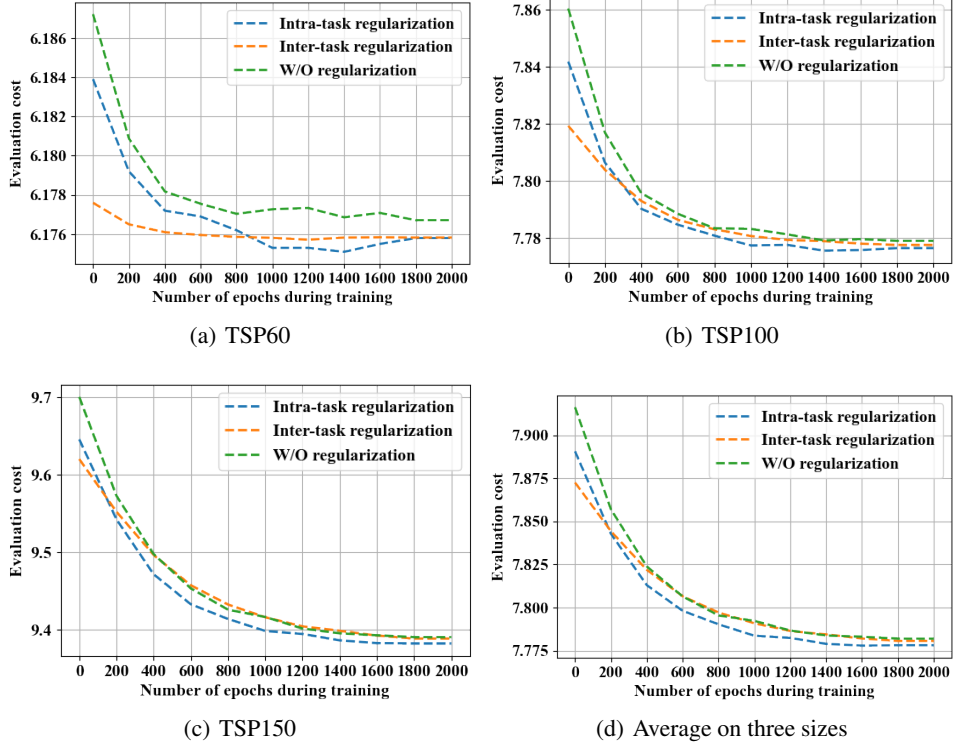 6.186
6.184
6.182
6.180
6.178
6.176
Evaluation cost
Intra-task regularization
Inter-task regularization
W/O regularization
0 200 400 600 800 1000 1200 1400 1600 1800 2000
Number of epochs during training
(a) TSP60
7.86
7.84
7.82
7.80
7.78
Evaluation cost
Intra-task regularization
Inter-task regularization
W/O regularization
0 200 400 600 800 1000 1200 1400 1600 1800 2000
Number of epochs during training
(b) TSP100
9.7
9.6
9.5
9.4
Evaluation cost
Intra-task regularization
Inter-task regularization
W/O regularization
0 200 400 600 800 1000 1200 1400 1600 1800 2000
Number of epochs during training
(c) TSP150
7.900
7.875
7.850
7.825
7.800
7.775
Evaluation cost
Intra-task regularization
Inter-task regularization
W/O regularization
0 200 400 600 800 1000 1200 1400 1600 1800 2000
Number of epochs during training
(d) Average on three sizes